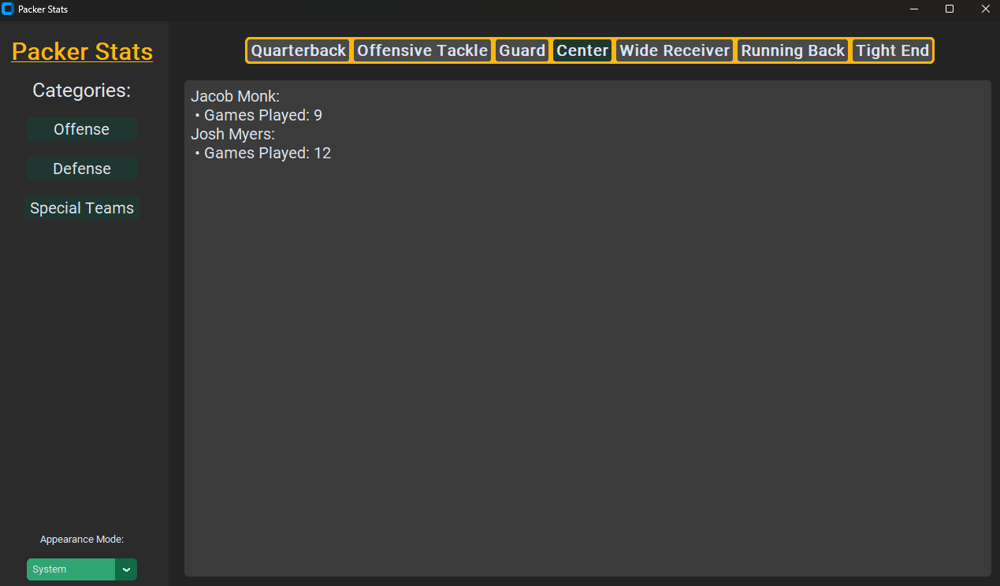 Packer Stats
Packer Stats
Categories:
Offense
Defense
Special Teams
Appearance Mode:
System
Quarterback Offensive Tackle Guard Center Wide Receiver Running Back Tight End
Jacob Monk:
• Games Played: 9
Josh Myers:
• Games Played: 12